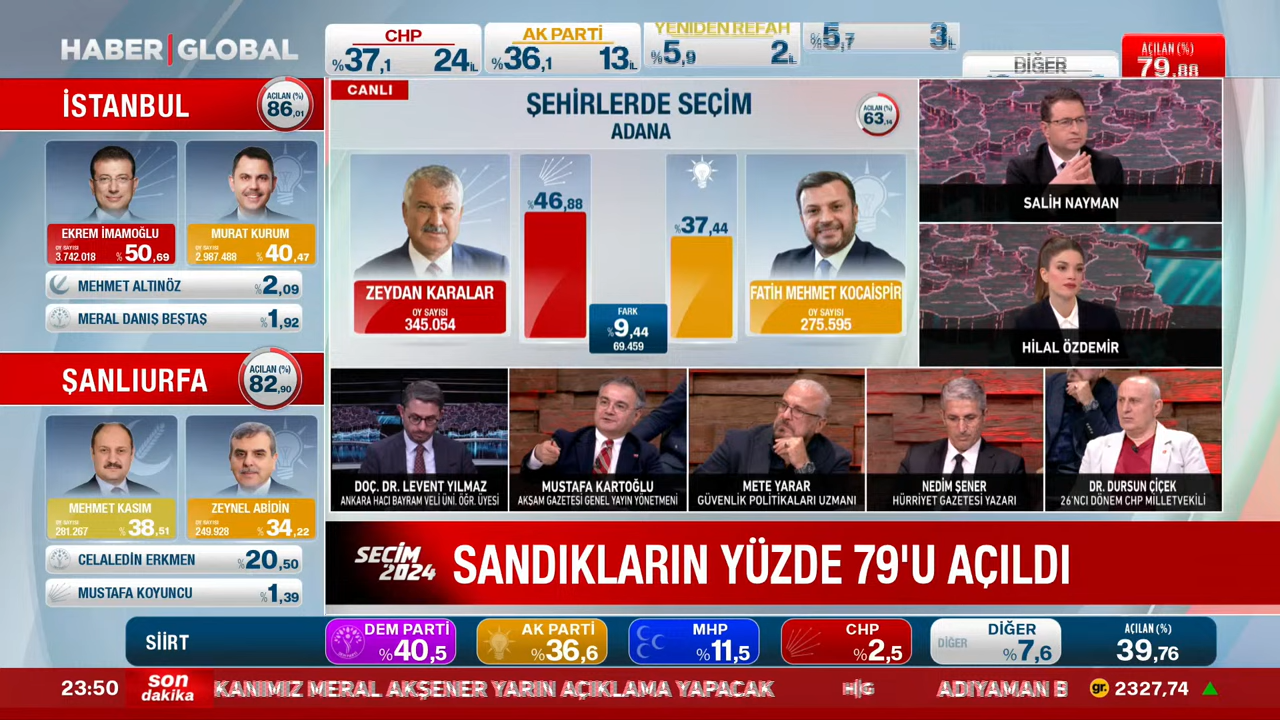 HABER GLOBAL
CHP
%37,1 24 İL
AK PARTİ
%36,1 13 İL
YENİDEN REFAH
%5,9 2 İL
%5,7 3 İL
DİĞER
AÇILAN (%)
79,88
İSTANBUL
AÇILAN (%)
86,01
EKREM İMAMOĞLU
OY SAYISI
3.742.018 %50,69
MURAT KURUM
OY SAYISI
2.987.488 %40,47
MEHMET ALTINÖZ %2,09
MERAL DANIŞ BEŞTAŞ %1,92
ŞANLIURFA
AÇILAN (%)
82,90
MEHMET KASIM
OY SAYISI
281.267 %38,51
ZEYNEL ABİDİN
OY SAYISI
249.928 %34,22
CELALEDİN ERKMEN %20,50
MUSTAFA KOYUNCU %1,39
CANLI
ŞEHİRLERDE SEÇİM
ADANA
AÇILAN (%)
63,14
%46,88
%37,44
ZEYDAN KARALAR
OY SAYISI
345.054
FARK
%9,44
69.459
FATİH MEHMET KOCAİSPİR
OY SAYISI
275.595
SALİH NAYMAN
HİLAL ÖZDEMİR
DOÇ. DR. LEVENT YILMAZ
ANKARA HACI BAYRAM VELİ ÜNİ. ÖĞR. ÜYESİ
MUSTAFA KARTOĞLU
AKŞAM GAZETESİ GENEL YAYIN YÖNETMENİ
METE YARAR
GÜVENLİK POLİTİKALARI UZMANI
NEDİM ŞENER
HÜRRİYET GAZETESİ YAZARI
DR. DURSUN ÇİÇEK
26'NCI DÖNEM CHP MİLLETVEKİLİ
SEÇİM
2024
SANDIKLARIN YÜZDE 79'U AÇILDI
SİİRT
DEM PARTİ
%40,5
AK PARTİ
%36,6
MHP
%11,5
CHP
%2,5
DİĞER
DİĞER
%7,6
AÇILAN (%)
39,76
23:50
son
dakika
KANIMIZ MERAL AKŞENER YARIN AÇIKLAMA YAPACAK
H|G
ADIYAMAN B
gr. 2327,74